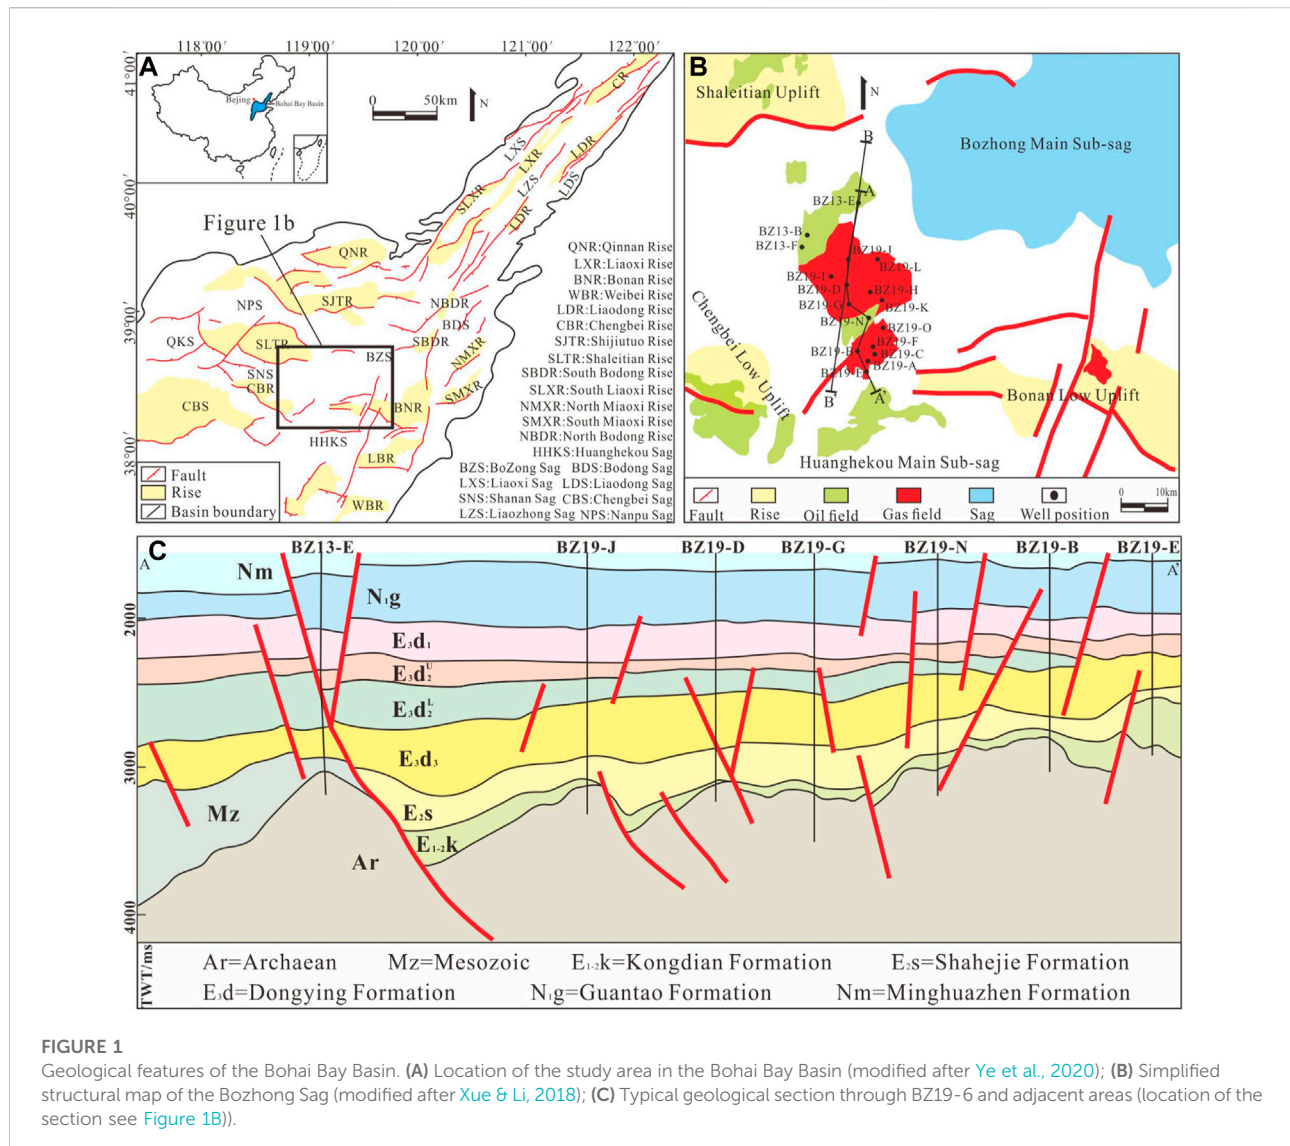 118°00′ 119°00′ 120°00′ 121°00′ 122°00′
41°00′
40°00′
39°00′
38°00′
A
Bejing
Bohai Bay Basin
0 50km
N
Figure 1b
CR
LXS
LXR
LDR
LZS
LDS
SLXR
LDR
QNR
NPS
SJTR
NBDR
BDS
QKS
SLTR
BZS
SBDR
NMXR
SNS
CBR
CBS
BNR
SMXR
HHKS
LBR
WBR
QNR:Qinnan Rise
LXR:Liaoxi Rise
BNR:Bonan Rise
WBR:Weibei Rise
LDR:Liaodong Rise
CBR:Chengbei Rise
SJTR:Shijiutuo Rise
SLTR:Shaleitian Rise
SBDR:South Bodong Rise
SLXR:South Liaoxi Rise
NMXR:North Miaoxi Rise
SMXR:South Miaoxi Rise
NBDR:North Bodong Rise
HHKS:Huanghekou Sag
BZS:BoZong Sag BDS:Bodong Sag
LXS:Liaoxi Sag LDS:Liaodong Sag
SNS:Shanan Sag CBS:Chengbei Sag
LZS:Liaozhong Sag NPS:Nanpu Sag
Fault
Rise
Basin boundary
B
Shaleitian Uplift
N
B
Bozhong Main Sub-sag
A
BZ13-E
BZ13-B
BZ13-F
BZ19-J
BZ19-L
BZ19-I
BZ19-D
BZ19-H
BZ19-G
BZ19-K
BZ19-N
BZ19-O
BZ19-F
BZ19-B
BZ19-C
BZ19-A
BZ19-E
B′
A′
Chengbei Low Uplift
Bonan Low Uplift
Huanghekou Main Sub-sag
Fault Rise Oil field Gas field Sag Well position
0 10km
C
BZ13-E BZ19-J BZ19-D BZ19-G BZ19-N BZ19-B BZ19-E
A A′
Nm
N₁g
2000
E₃d₁
E₃d₂ᵁ
E₃d₂ᴸ
E₃d₃
3000
Mz
E₂s
E₁₋₂k
Ar
4000
TWT/ms
Ar=Archaean Mz=Mesozoic E₁₋₂k=Kongdian Formation E₂s=Shahejie Formation
E₃d=Dongying Formation N₁g=Guantao Formation Nm=Minghuazhen Formation
FIGURE 1
Geological features of the Bohai Bay Basin. (A) Location of the study area in the Bohai Bay Basin (modified after Ye et al., 2020); (B) Simplified
structural map of the Bozhong Sag (modified after Xue & Li, 2018); (C) Typical geological section through BZ19-6 and adjacent areas (location of the
section see Figure 1B)).